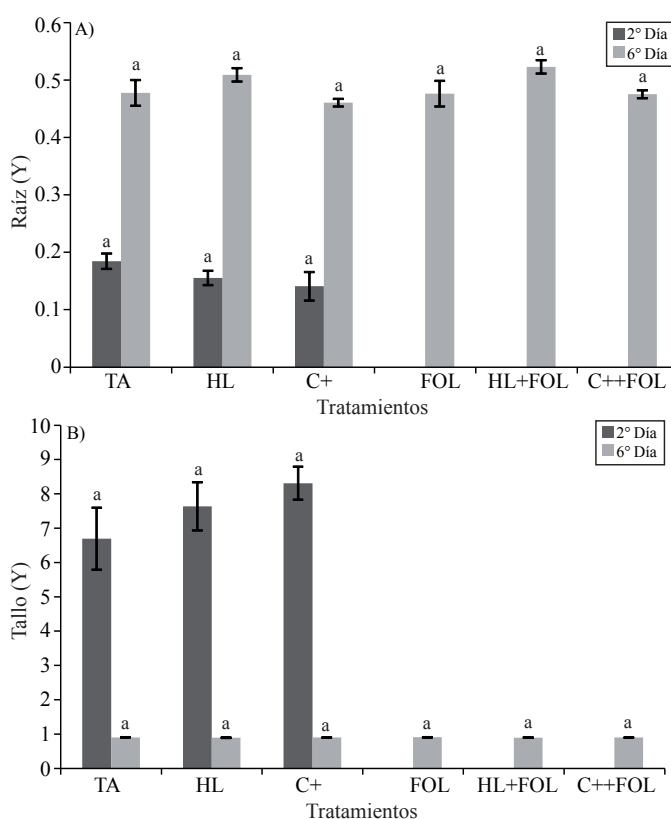 A)
2° Día
6° Día
Raíz (Y)
0.6
0.5
0.4
0.3
0.2
0.1
0
a a a a a a
a a a
TA HL C+ FOL HL+FOL C++FOL
Tratamientos
B)
2° Día
6° Día
Tallo (Y)
10
9
8
7
6
5
4
3
2
1
0
a a a
a a a a a a
TA HL C+ FOL HL+FOL C++FOL
Tratamientos